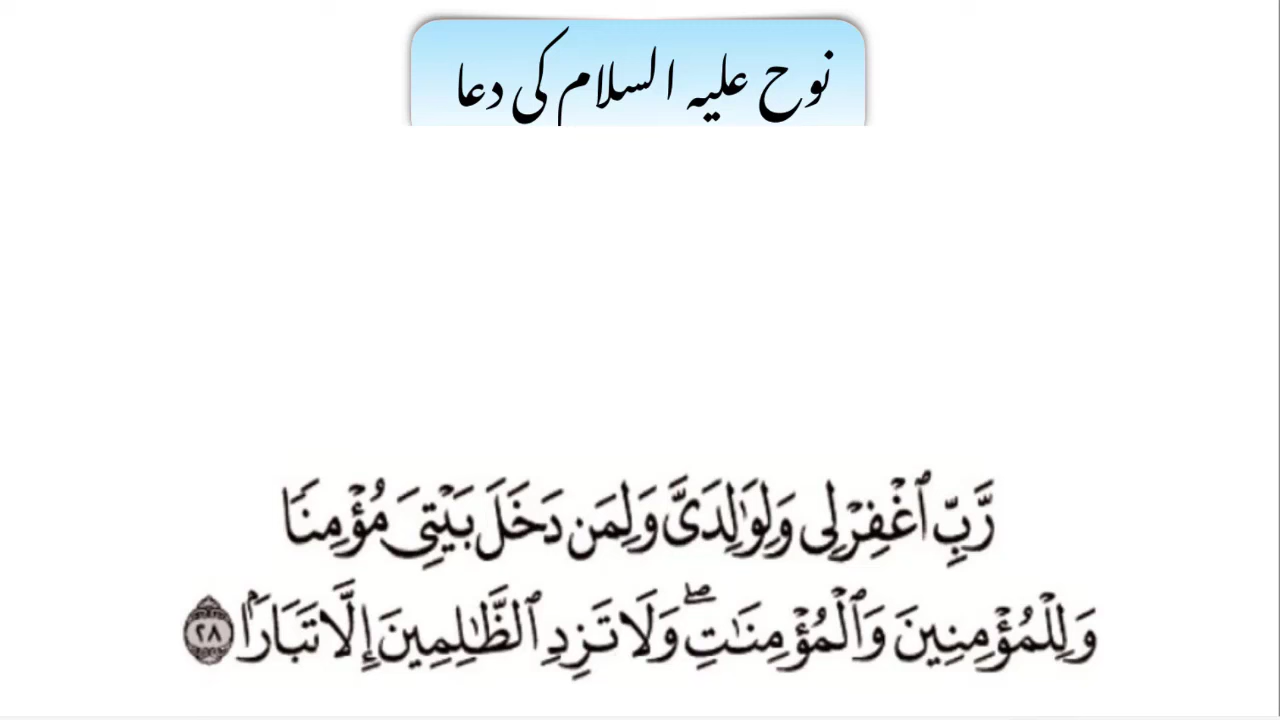 نوح علیہ السلام کی دعا
رَّبِّ ٱغْفِرْ لِى وَلِوَٰلِدَىَّ وَلِمَن دَخَلَ بَيْتِىَ مُؤْمِنًا
وَلِلْمُؤْمِنِينَ وَٱلْمُؤْمِنَـٰتِ ۖ وَلَا تَزِدِ ٱلظَّـٰلِمِينَ إِلَّا تَبَارًۢا ٢٨